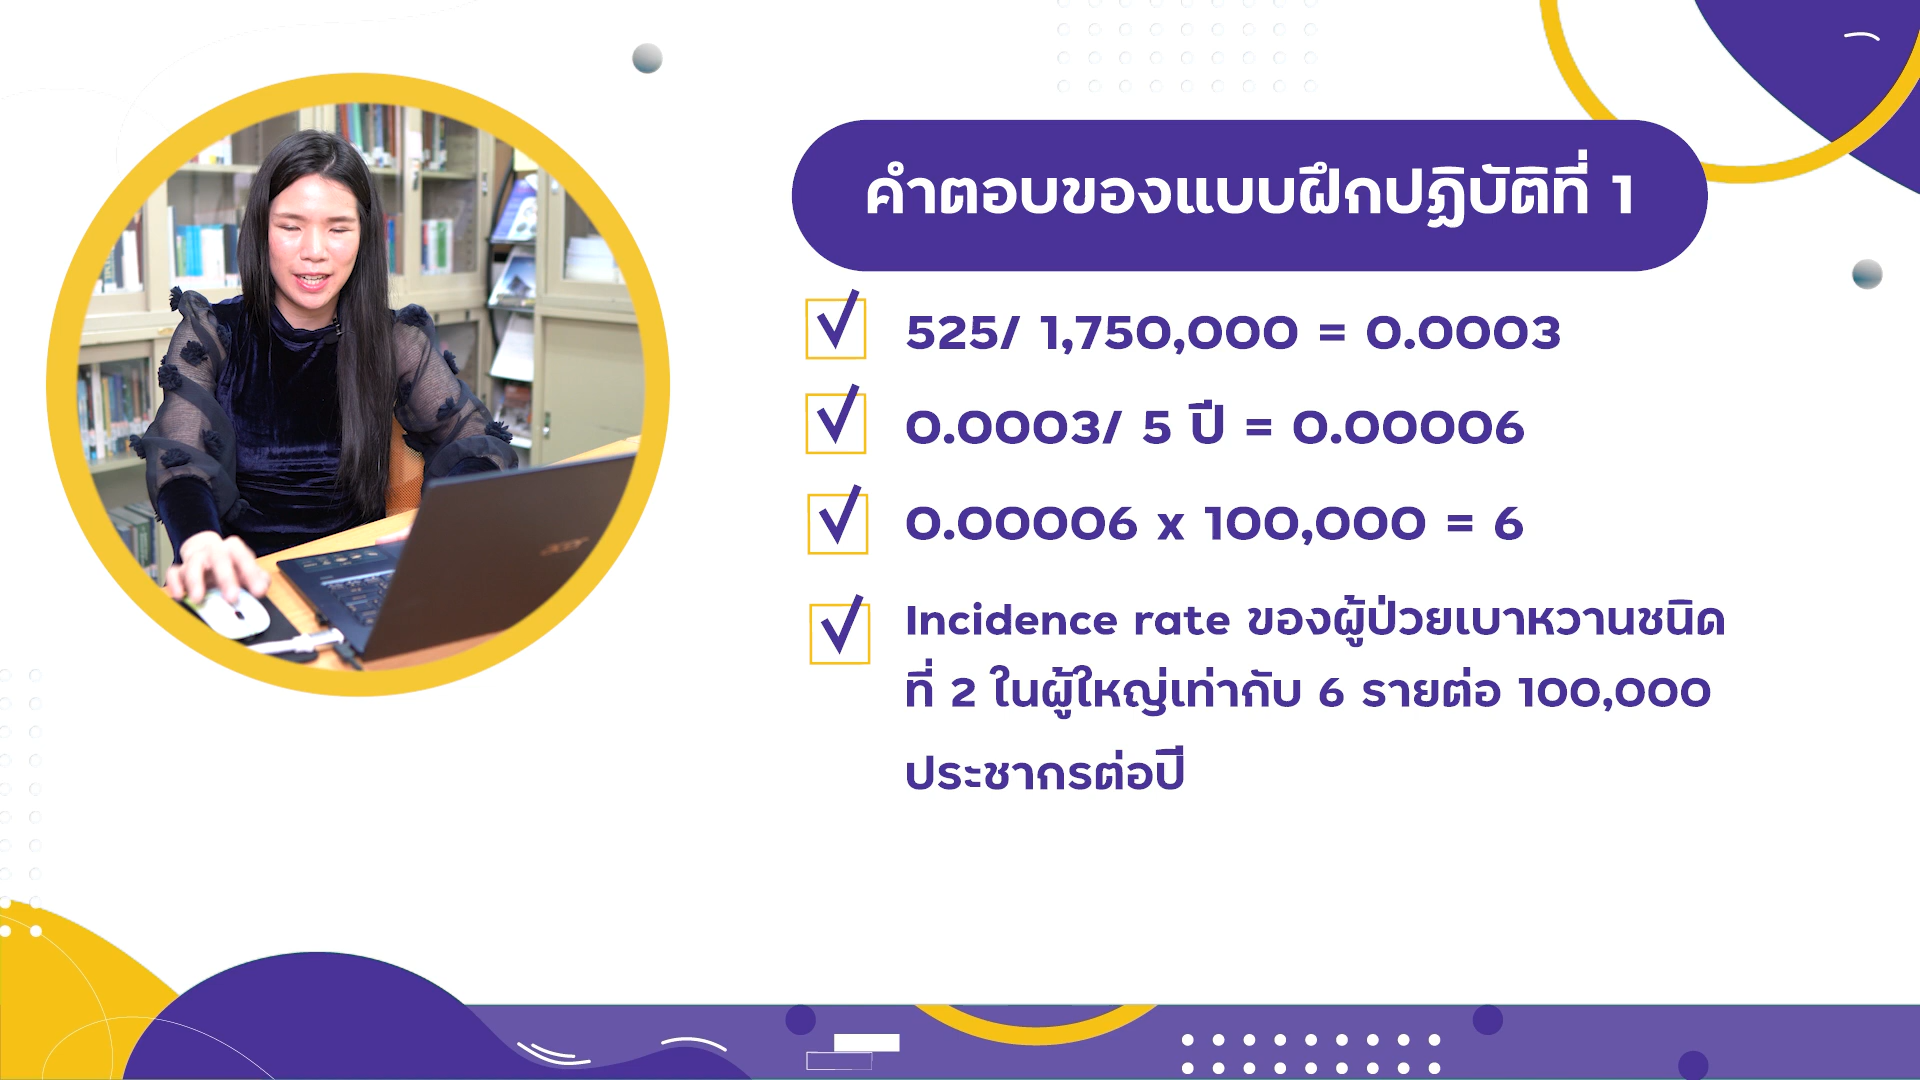 คำตอบของแบบฝึกปฏิบัติที่ 1
525/ 1,750,000 = 0.0003
0.0003/ 5 ปี = 0.00006
0.00006 x 100,000 = 6
Incidence rate ของผู้ป่วยเบาหวานชนิด
ที่ 2 ในผู้ใหญ่เท่ากับ 6 รายต่อ 100,000
ประชากรต่อปี
acer